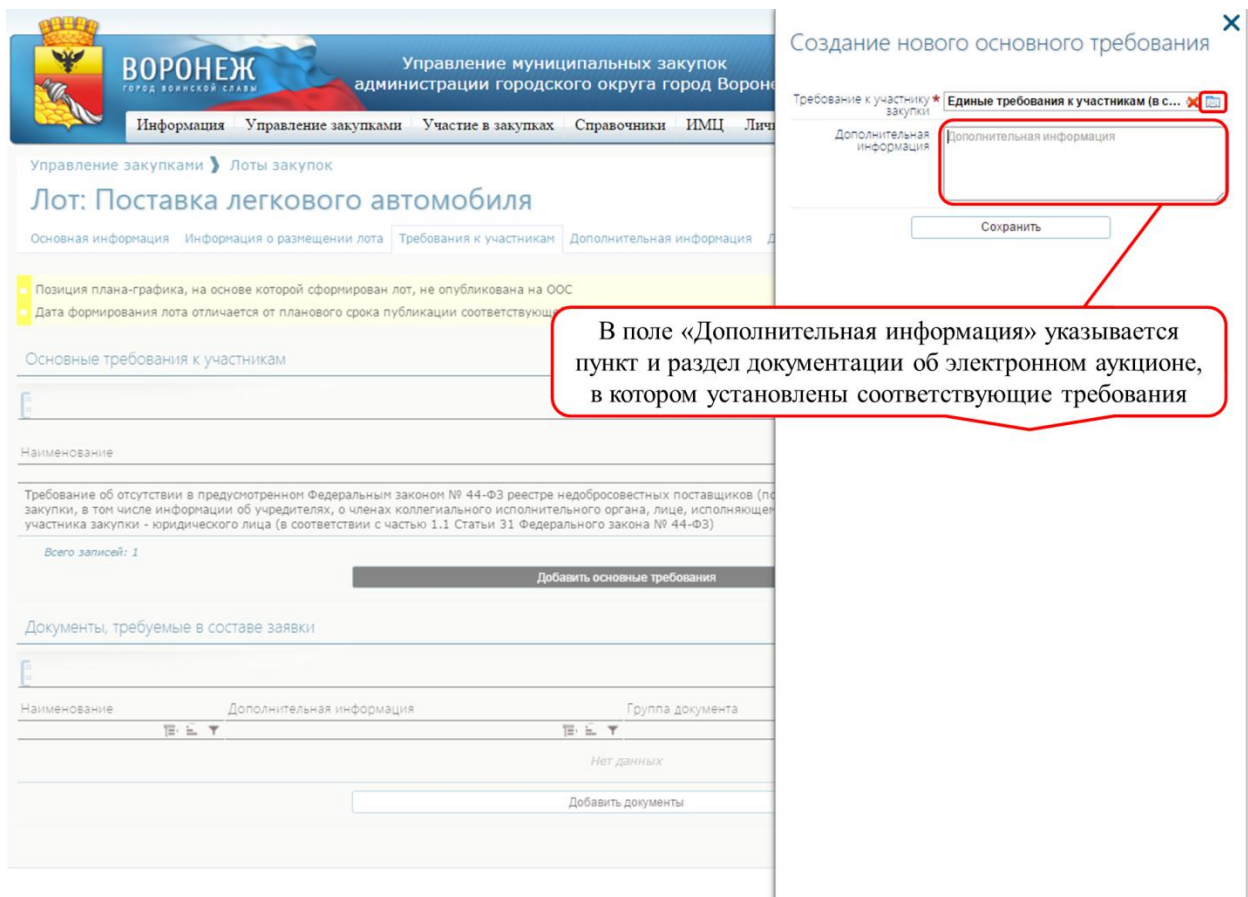 ВОРОНЕЖ
ГОРОД ВОИНСКОЙ СЛАВЫ
Управление муниципальных закупок
администрации городского округа город Вороне
Информация Управление закупками Участие в закупках Справочники ИМЦ Личн
Управление закупками Лоты закупок
Лот: Поставка легкового автомобиля
Основная информация Информация о размещении лота Требования к участникам Дополнительная информация Д
Позиция плана-графика, на основе которой сформирован лот, не опубликована на ООС
Дата формирования лота отличается от планового срока публикации соответствующе
Основные требования к участникам
Наименование
Требование об отсутствии в предусмотренном Федеральным законом № 44-ФЗ реестре недобросовестных поставщиков (по
закупки, в том числе информации об учредителях, о членах коллегиального исполнительного органа, лице, исполняющем
участника закупки - юридического лица (в соответствии с частью 1.1 Статьи 31 Федерального закона № 44-ФЗ)
Всего записей: 1
Добавить основные требования
Документы, требуемые в составе заявки
Наименование Дополнительная информация Группа документа
Нет данных
Добавить документы
Создание нового основного требования
Требование к участнику * Единые требования к участникам (в с...
закупки
Дополнительная Дополнительная информация
информация
Сохранить
В поле «Дополнительная информация» указывается
пункт и раздел документации об электронном аукционе,
в котором установлены соответствующие требования